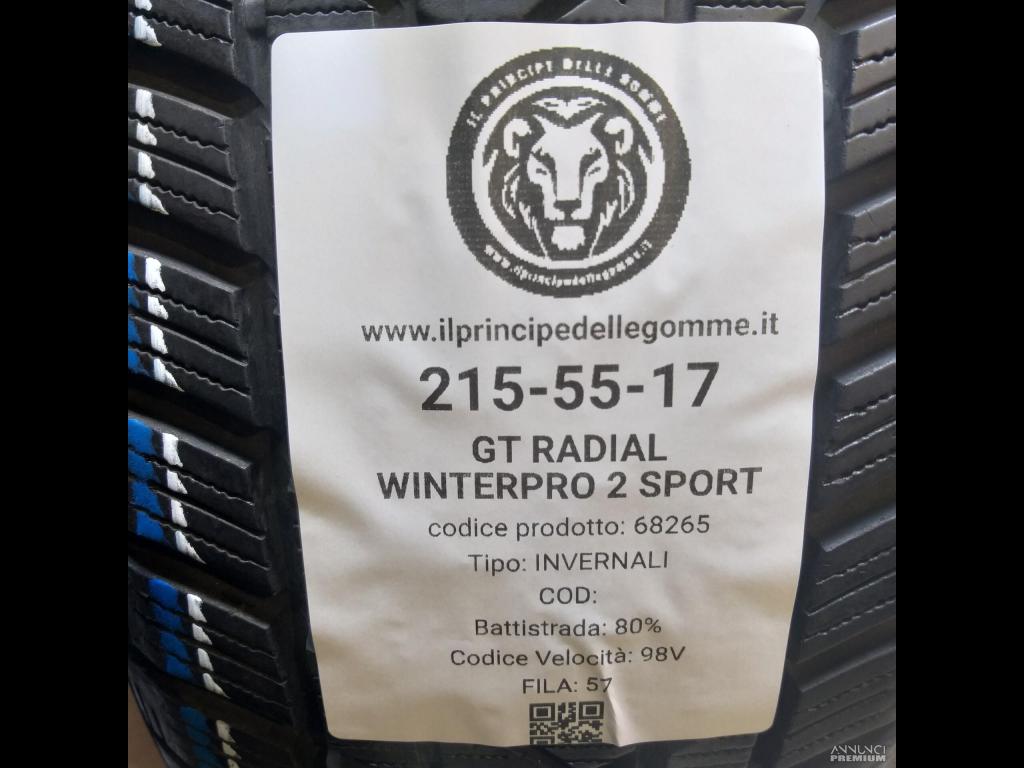 IL PRINCIPE DELLE GOMME
www.ilprincipedellegomme.it
www.ilprincipedellegomme.it
215-55-17
GT RADIAL
WINTERPRO 2 SPORT
codice prodotto: 68265
Tipo: INVERNALI
COD:
Battistrada: 80%
Codice Velocità: 98V
FILA: 57
ANNUNCI
PREMIUM